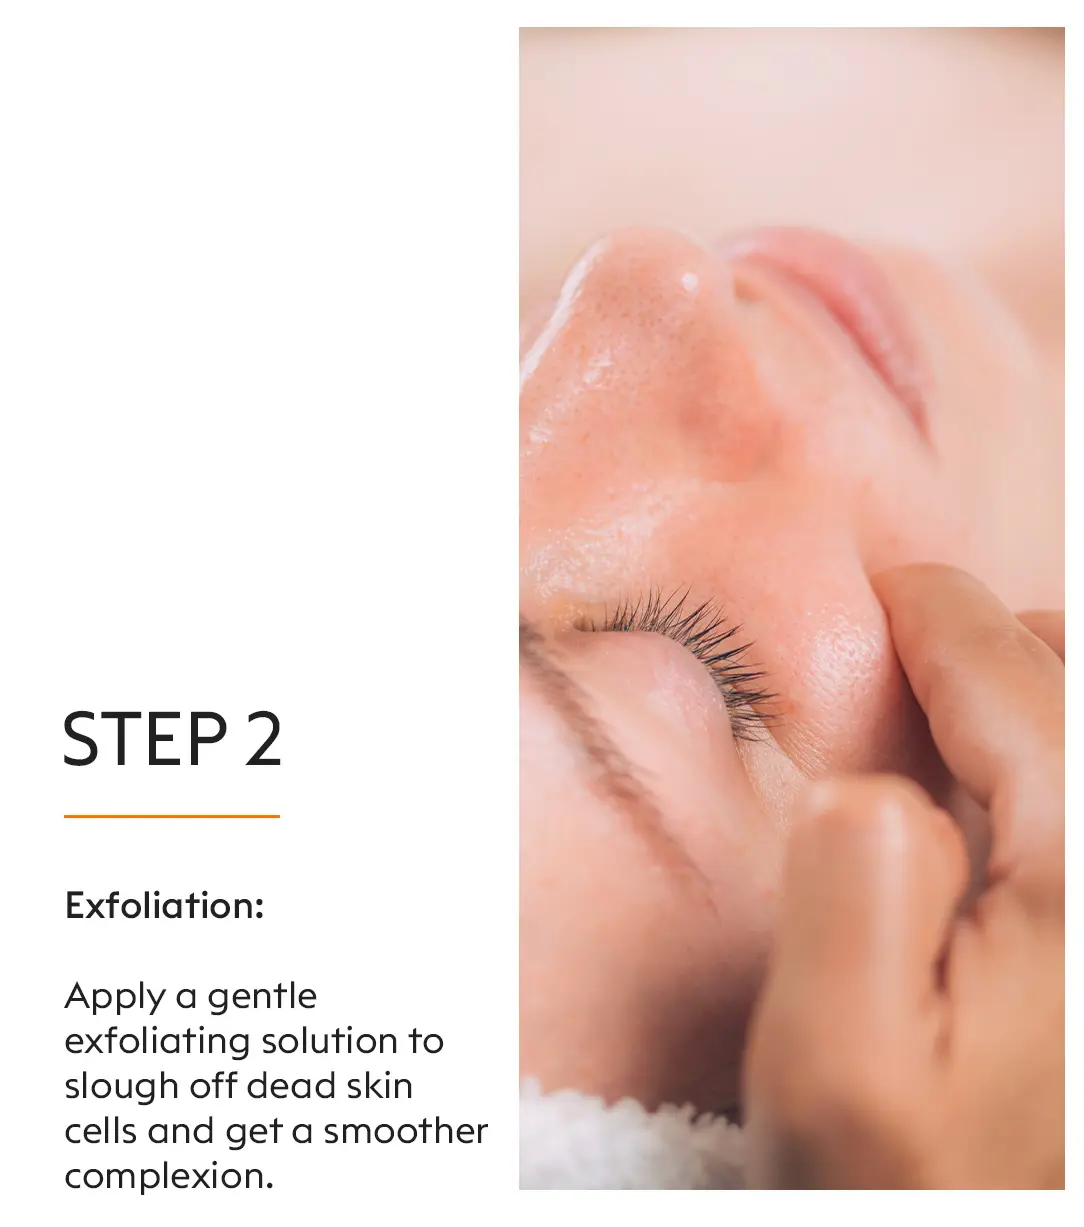 STEP 2
Exfoliation:
Apply a gentle
exfoliating solution to
slough off dead skin
cells and get a smoother
complexion.